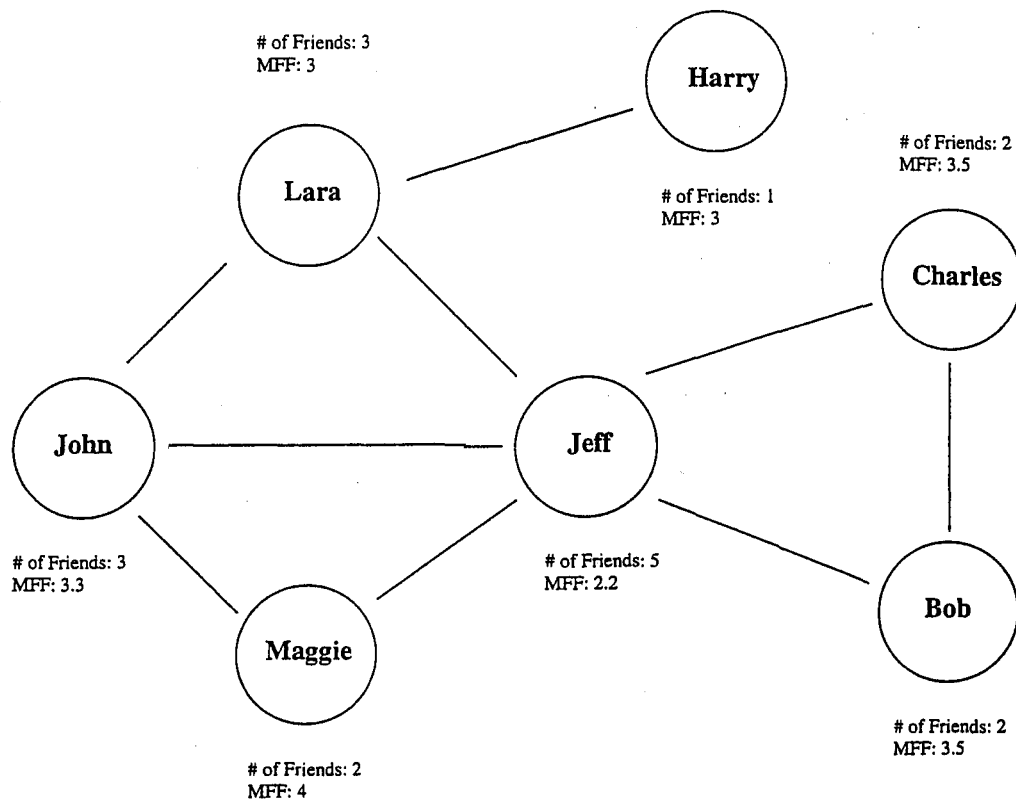 # of Friends: 3
MFF: 3
Harry
# of Friends: 2
MFF: 3.5
Lara
# of Friends: 1
MFF: 3
Charles
John
Jeff
# of Friends: 3
MFF: 3.3
# of Friends: 5
MFF: 2.2
Bob
Maggie
# of Friends: 2
MFF: 3.5
# of Friends: 2
MFF: 4